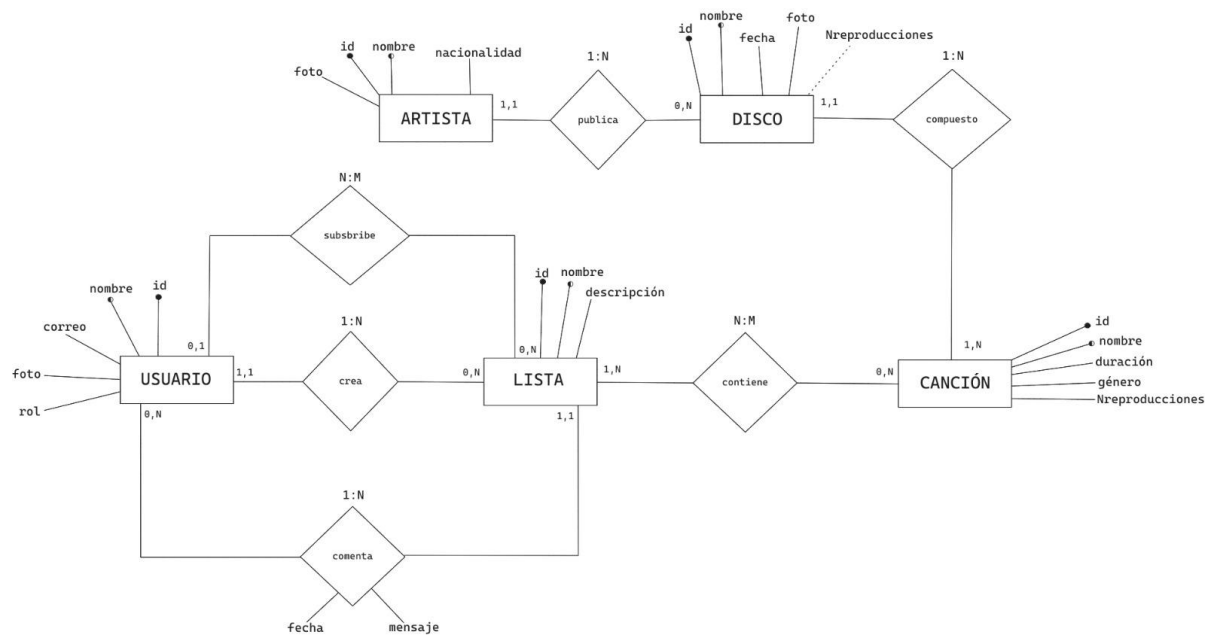 foto
id
nombre
nacionalidad
ARTISTA
1,1
1:N
publica
0,N
id
nombre
fecha
foto
Nreproducciones
DISCO
1,1
1:N
compuesto
N:M
subsbribe
nombre
id
correo
foto
rol
0,1
USUARIO
1,1
0,N
1:N
crea
id
nombre
descripción
0,N
0,N
LISTA
1,N
1,1
N:M
contiene
1,N
0,N
CANCIÓN
id
nombre
duración
género
Nreproducciones
1:N
comenta
fecha
mensaje